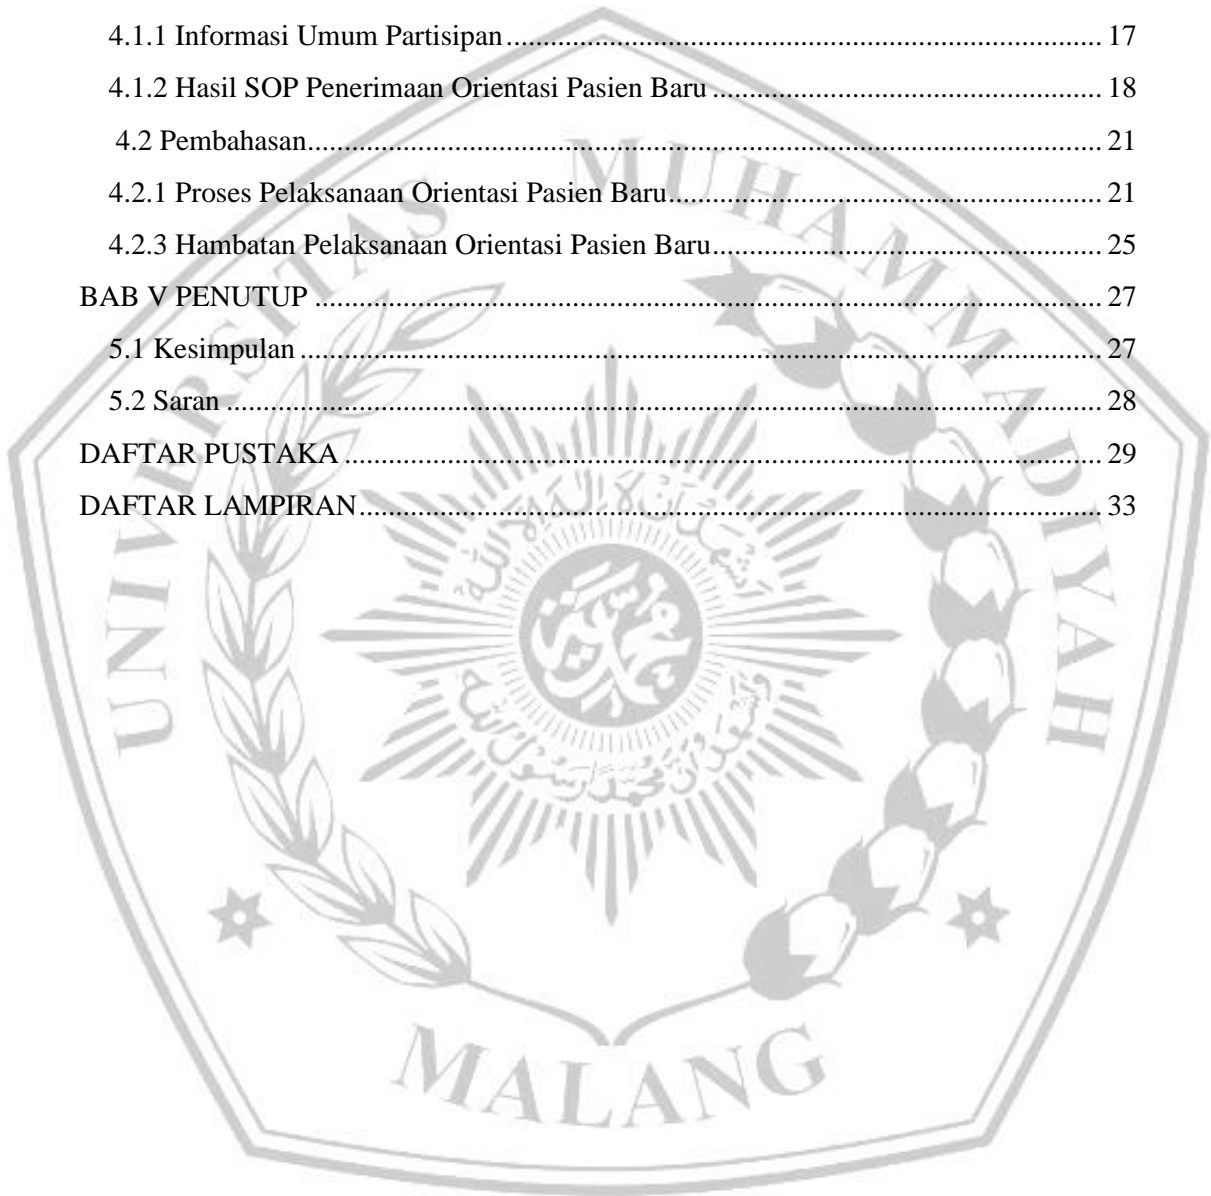 4.1.1 Informasi Umum Partisipan.................................................................................. 17
4.1.2 Hasil SOP Penerimaan Orientasi Pasien Baru ..................................................... 18
4.2 Pembahasan............................................................................................................. 21
4.2.1 Proses Pelaksanaan Orientasi Pasien Baru........................................................... 21
4.2.3 Hambatan Pelaksanaan Orientasi Pasien Baru..................................................... 25
BAB V PENUTUP ......................................................................................................... 27
5.1 Kesimpulan ............................................................................................................. 27
5.2 Saran ....................................................................................................................... 28
DAFTAR PUSTAKA ..................................................................................................... 29
DAFTAR LAMPIRAN................................................................................................... 33
UNIVERSITAS MUHAMMADIYAH
MALANG